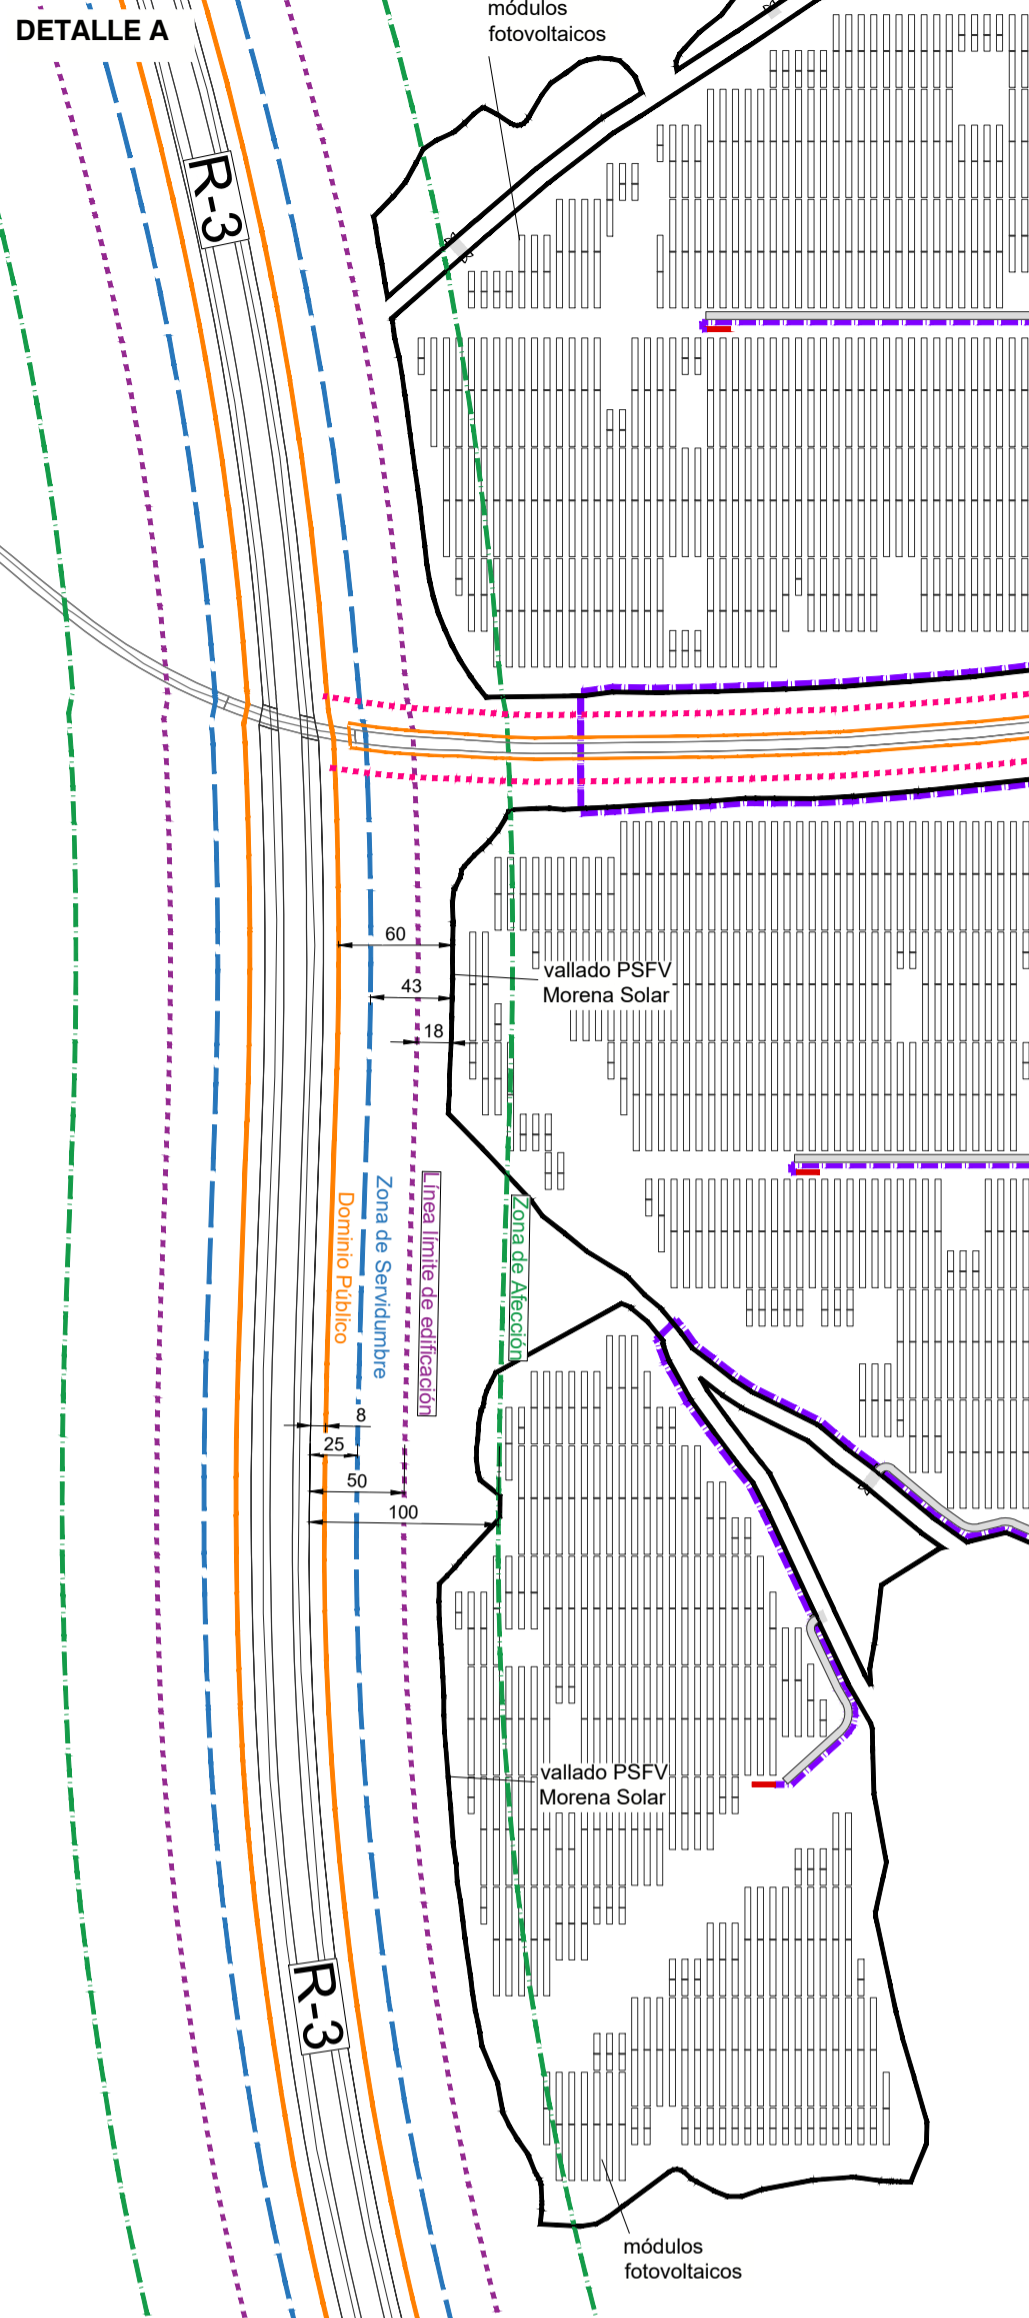 DETALLE A
módulos
fotovoltaicos
R-3
60
vallado PSFV
Morena Solar
43
18
Dominio Público
Zona de Servidumbre
Línea límite de edificación
Zona de Afección
8
25
50
100
vallado PSFV
Morena Solar
R-3
módulos
fotovoltaicos